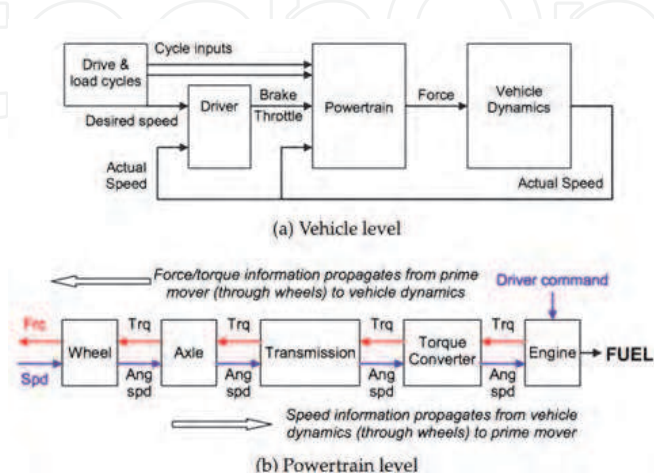 Cycle inputs
Drive &
load cycles
Desired speed
Driver
Brake
Throttle
Powertrain
Force
Vehicle
Dynamics
Actual
Speed
Actual Speed
(a) Vehicle level
Force/torque information propagates from prime
mover (through wheels) to vehicle dynamics
Driver command
Frc
Trq
Trq
Trq
Trq
Wheel
Axle
Transmission
Torque
Converter
Engine
FUEL
Spd
Ang
spd
Ang
spd
Ang
spd
Ang
spd
Speed information propagates from vehicle
dynamics (through wheels) to prime mover
(b) Powertrain level